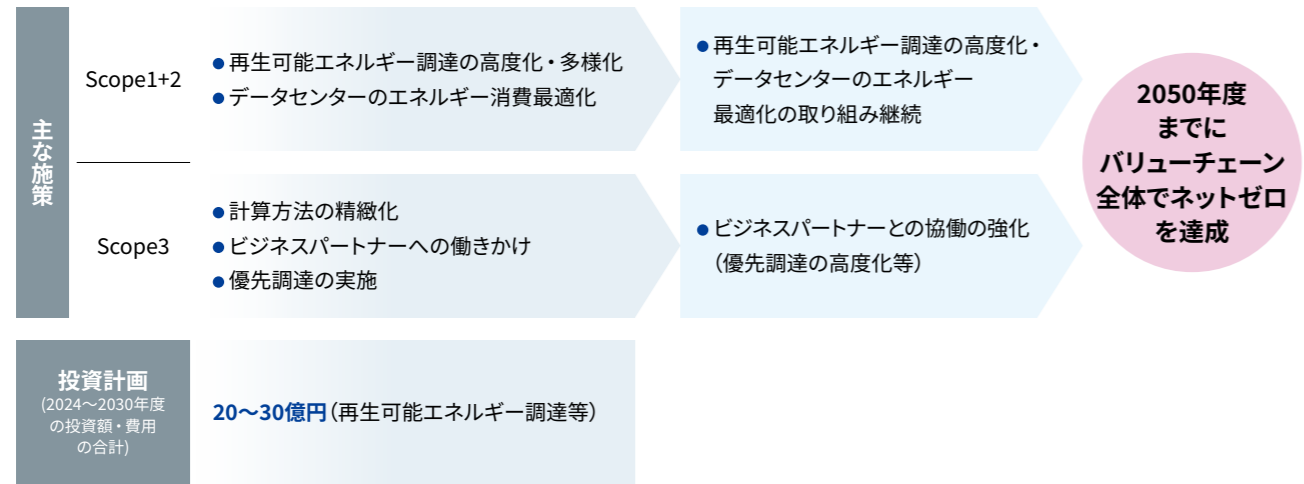 主な施策
Scope1+2
●再生可能エネルギー調達の高度化・多様化
●データセンターのエネルギー消費最適化
●再生可能エネルギー調達の高度化・
データセンターのエネルギー
最適化の取り組み継続
Scope3
●計算方法の精緻化
●ビジネスパートナーへの働きかけ
●優先調達の実施
●ビジネスパートナーとの協働の強化
（優先調達の高度化等）
2050年度
までに
バリューチェーン
全体でネットゼロ
を達成
投資計画
(2024〜2030年度
の投資額・費用
の合計)
20〜30億円（再生可能エネルギー調達等）